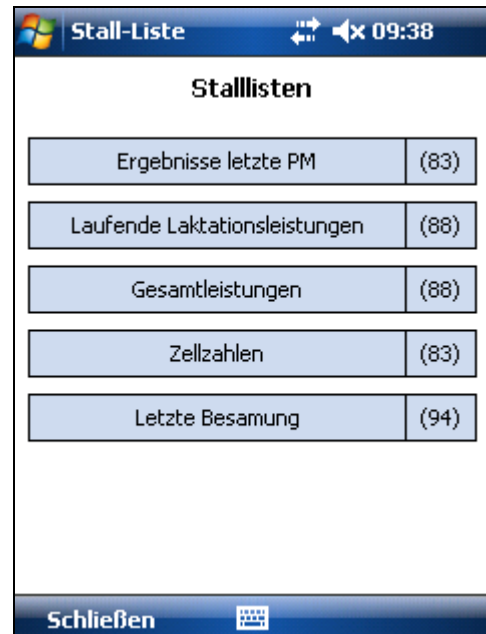 Stall-Liste 09:38
Stalllisten
Ergebnisse letzte PM (83)
Laufende Laktationsleistungen (88)
Gesamtleistungen (88)
Zellzahlen (83)
Letzte Besamung (94)
Schließen